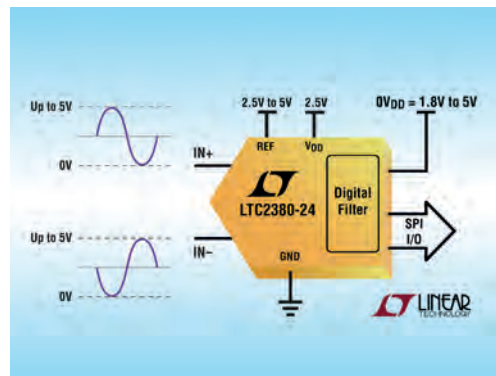 2.5V to 5V
2.5V
0VDD = 1.8V to 5V
Up to 5V
0V
IN+
REF
VDD
LTC2380-24
Digital
Filter
SPI
I/O
Up to 5V
0V
IN−
GND
LINEAR
TECHNOLOGY